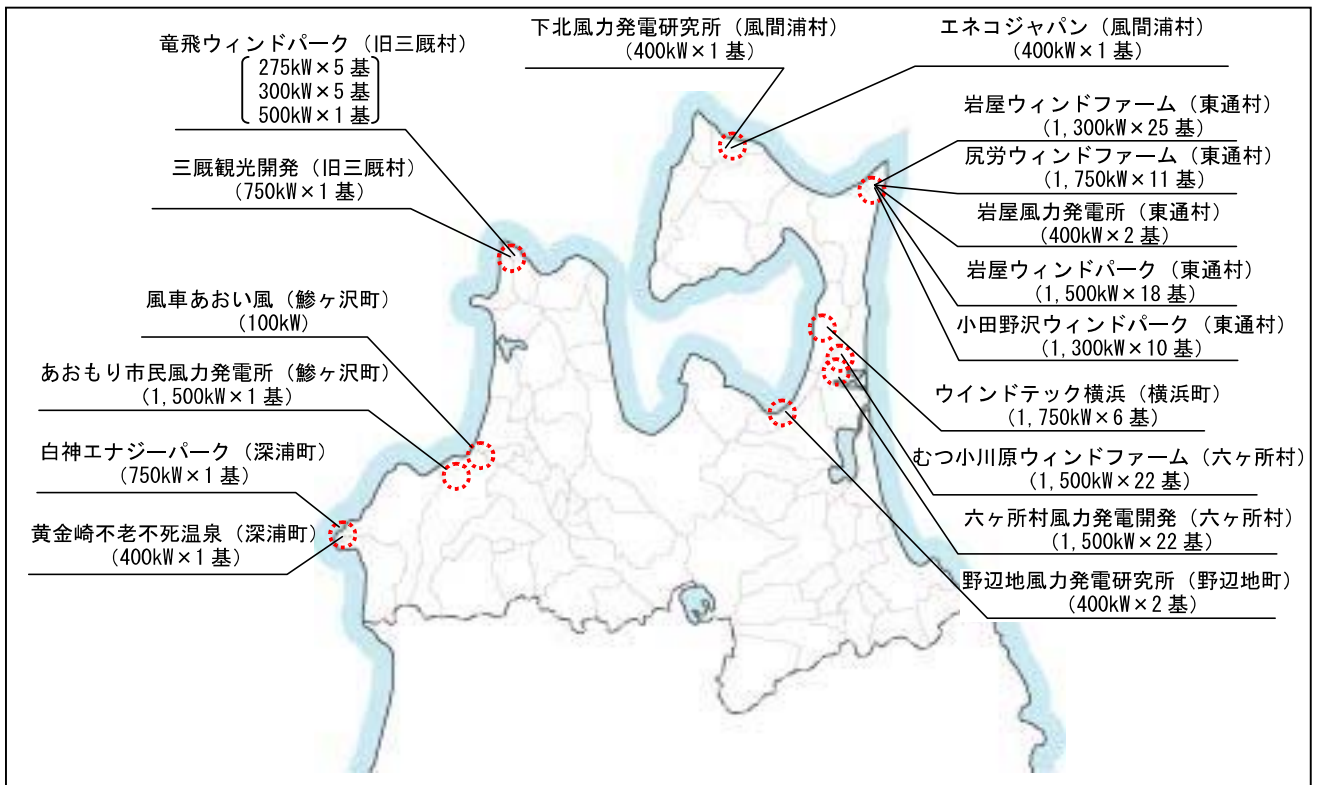 竜飛ウィンドパーク（旧三厩村）
275kW×5 基
300kW×5 基
500kW×1 基
三厩観光開発（旧三厩村）
(750kW×1 基)
風車あおい風（鰺ヶ沢町）
(100kW)
あおもり市民風力発電所（鰺ヶ沢町）
(1,500kW×1 基)
白神エナジーパーク（深浦町）
(750kW×1 基)
黄金崎不老不死温泉（深浦町）
(400kW×1 基)
下北風力発電研究所（風間浦村）
(400kW×1 基)
エネコジャパン（風間浦村）
(400kW×1 基)
岩屋ウィンドファーム（東通村）
(1,300kW×25 基)
尻労ウィンドファーム（東通村）
(1,750kW×11 基)
岩屋風力発電所（東通村）
(400kW×2 基)
岩屋ウィンドパーク（東通村）
(1,500kW×18 基)
小田野沢ウィンドパーク（東通村）
(1,300kW×10 基)
ウインドテック横浜（横浜町）
(1,750kW×6 基)
むつ小川原ウィンドファーム（六ヶ所村）
(1,500kW×22 基)
六ヶ所村風力発電開発（六ヶ所村）
(1,500kW×22 基)
野辺地風力発電研究所（野辺地町）
(400kW×2 基)